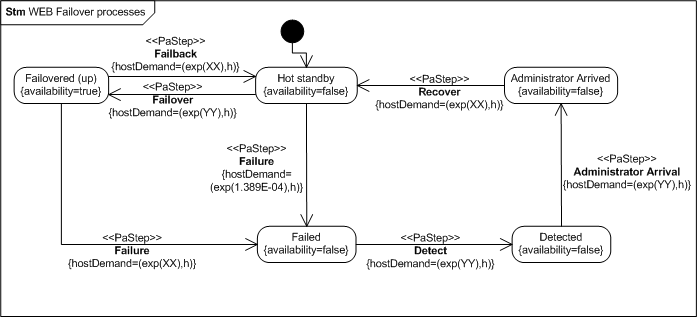 Stm WEB Failover processes
<<PaStep>>
Failback
{hostDemand=(exp(XX),h)}
Failovered (up)
{availability=true}
Hot standby
{availability=false}
Administrator Arrived
{availability=false}
<<PaStep>>
Failover
{hostDemand=(exp(YY),h)}
<<PaStep>>
Recover
{hostDemand=(exp(XX),h)}
<<PaStep>>
Failure
{hostDemand=
(exp(1.389E-04),h}
<<PaStep>>
Administrator Arrival
{hostDemand=(exp(YY),h)}
<<PaStep>>
Failure
{hostDemand=(exp(XX),h)}
Failed
{availability=false}
<<PaStep>>
Detect
{hostDemand=(exp(YY),h)}
Detected
{availability=false}